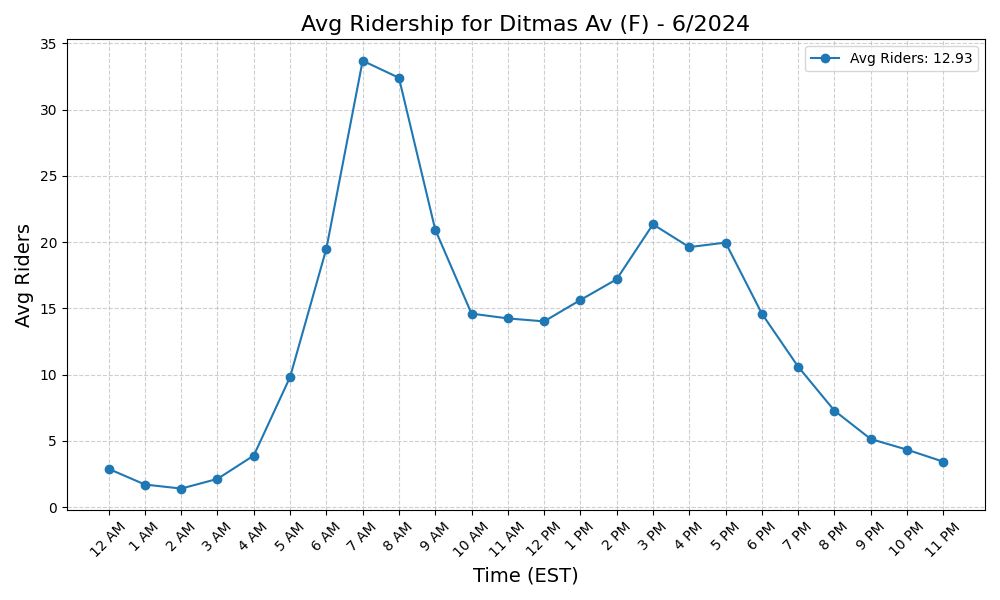 Avg Ridership for Ditmas Av (F) - 6/2024
Avg Riders: 12.93
Avg Riders
35
30
25
20
15
10
5
0
12 AM
1 AM
2 AM
3 AM
4 AM
5 AM
6 AM
7 AM
8 AM
9 AM
10 AM
11 AM
12 PM
1 PM
2 PM
3 PM
4 PM
5 PM
6 PM
7 PM
8 PM
9 PM
10 PM
11 PM
Time (EST)